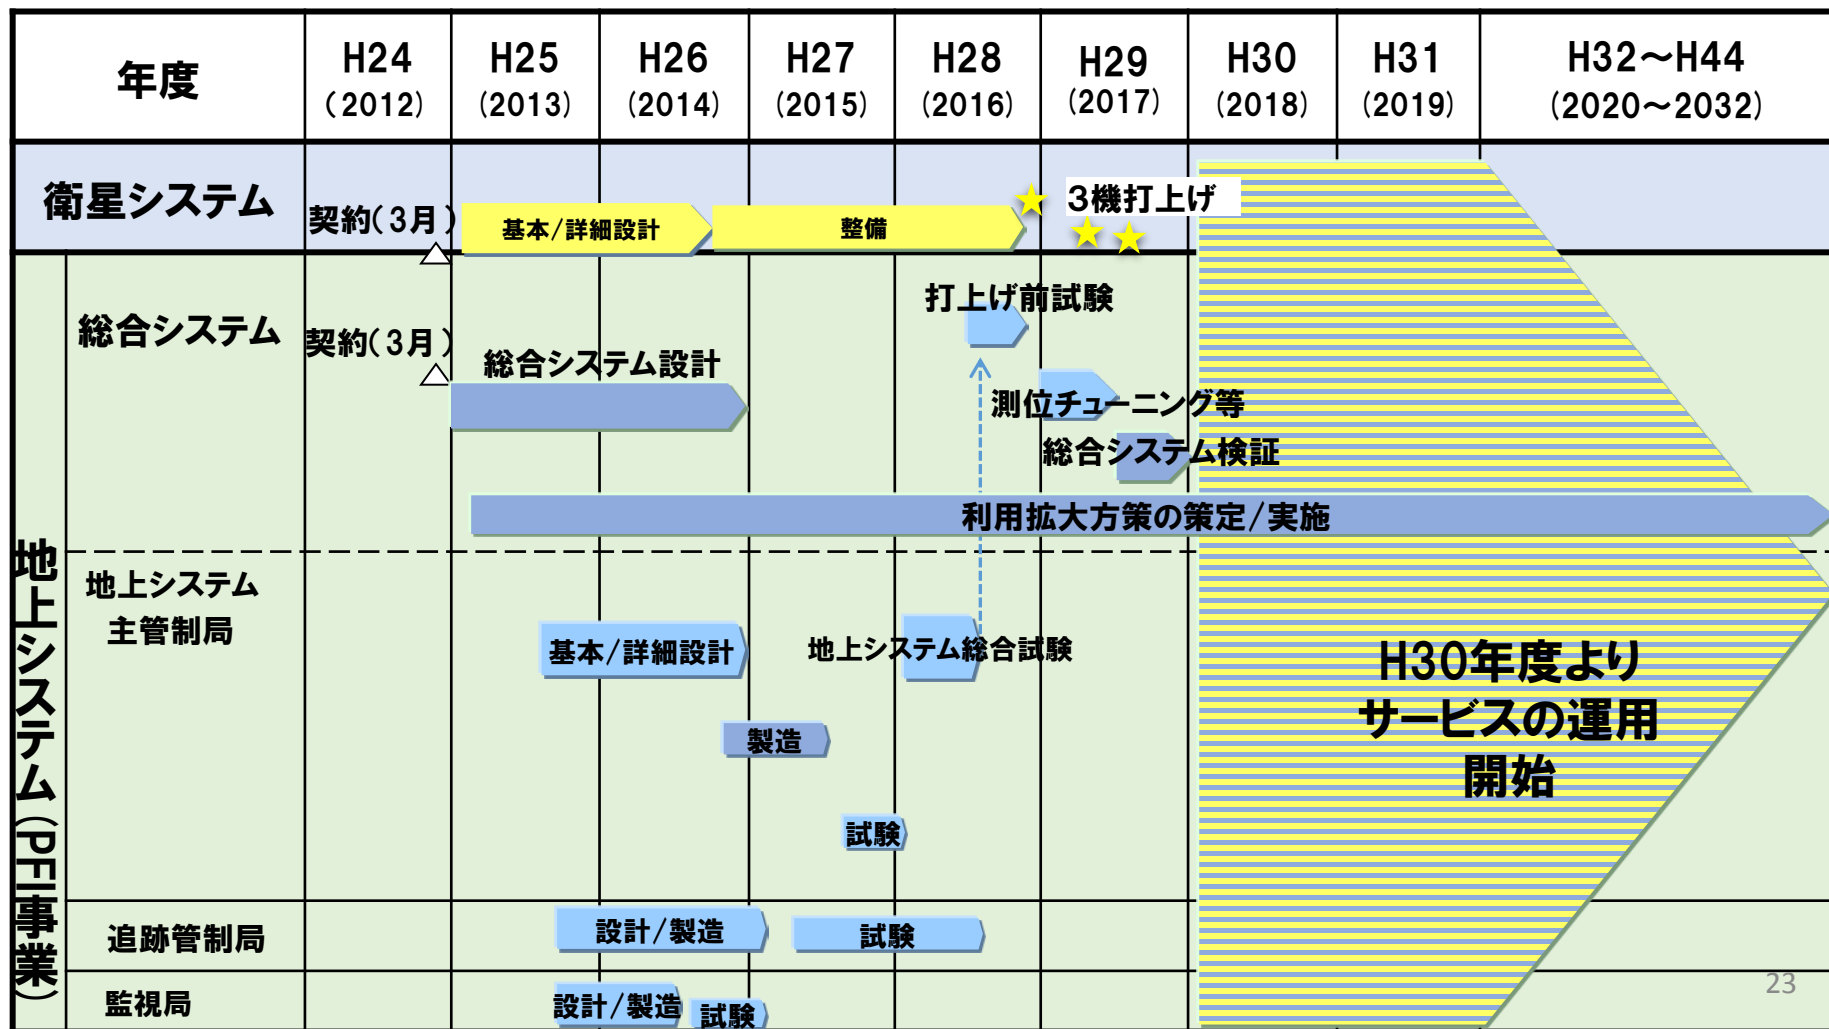 年度
H24
(2012)
H25
(2013)
H26
(2014)
H27
(2015)
H28
(2016)
H29
(2017)
H30
(2018)
H31
(2019)
H32～H44
(2020～2032)
衛星システム
契約(3月)
基本/詳細設計
整備
3機打上げ
地上システム(PFI事業)
総合システム
契約(3月)
総合システム設計
打上げ前試験
測位チューニング等
総合システム検証
利用拡大方策の策定/実施
地上システム
主管制局
基本/詳細設計
地上システム総合試験
製造
試験
H30年度より
サービスの運用
開始
追跡管制局
設計/製造
試験
監視局
設計/製造
試験
23